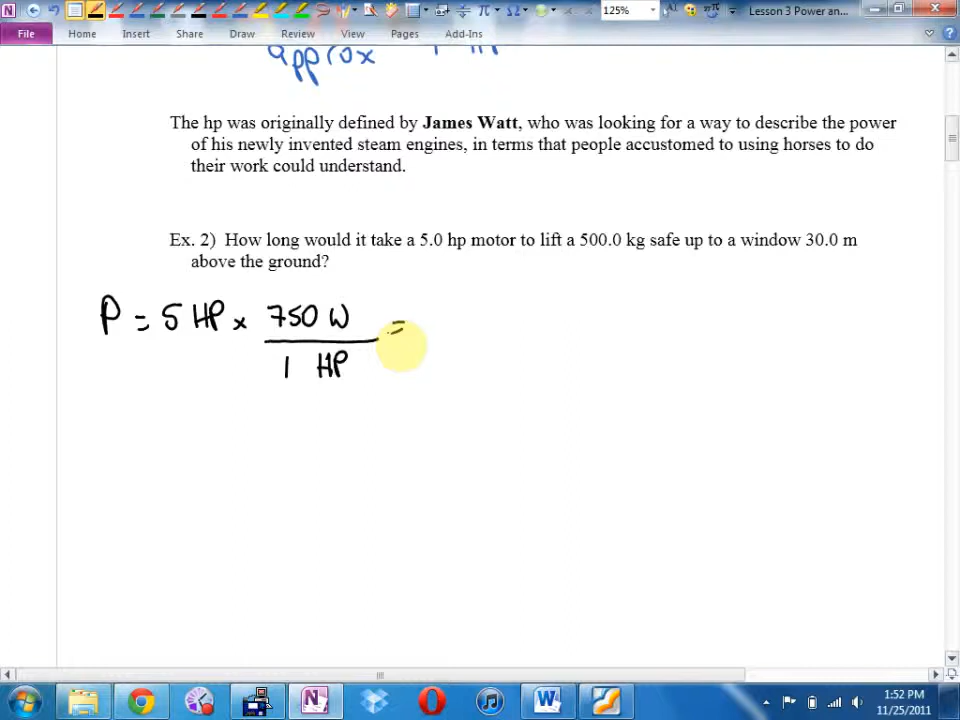 125%
Lesson 3 Power an...
File Home Insert Share Draw Review View Pages Add-Ins
approx 1 HP
The hp was originally defined by James Watt, who was looking for a way to describe the power
of his newly invented steam engines, in terms that people accustomed to using horses to do
their work could understand.
Ex. 2) How long would it take a 5.0 hp motor to lift a 500.0 kg safe up to a window 30.0 m
above the ground?
P = 5 HP x 750 W =
1 HP
1:52 PM
11/25/2011